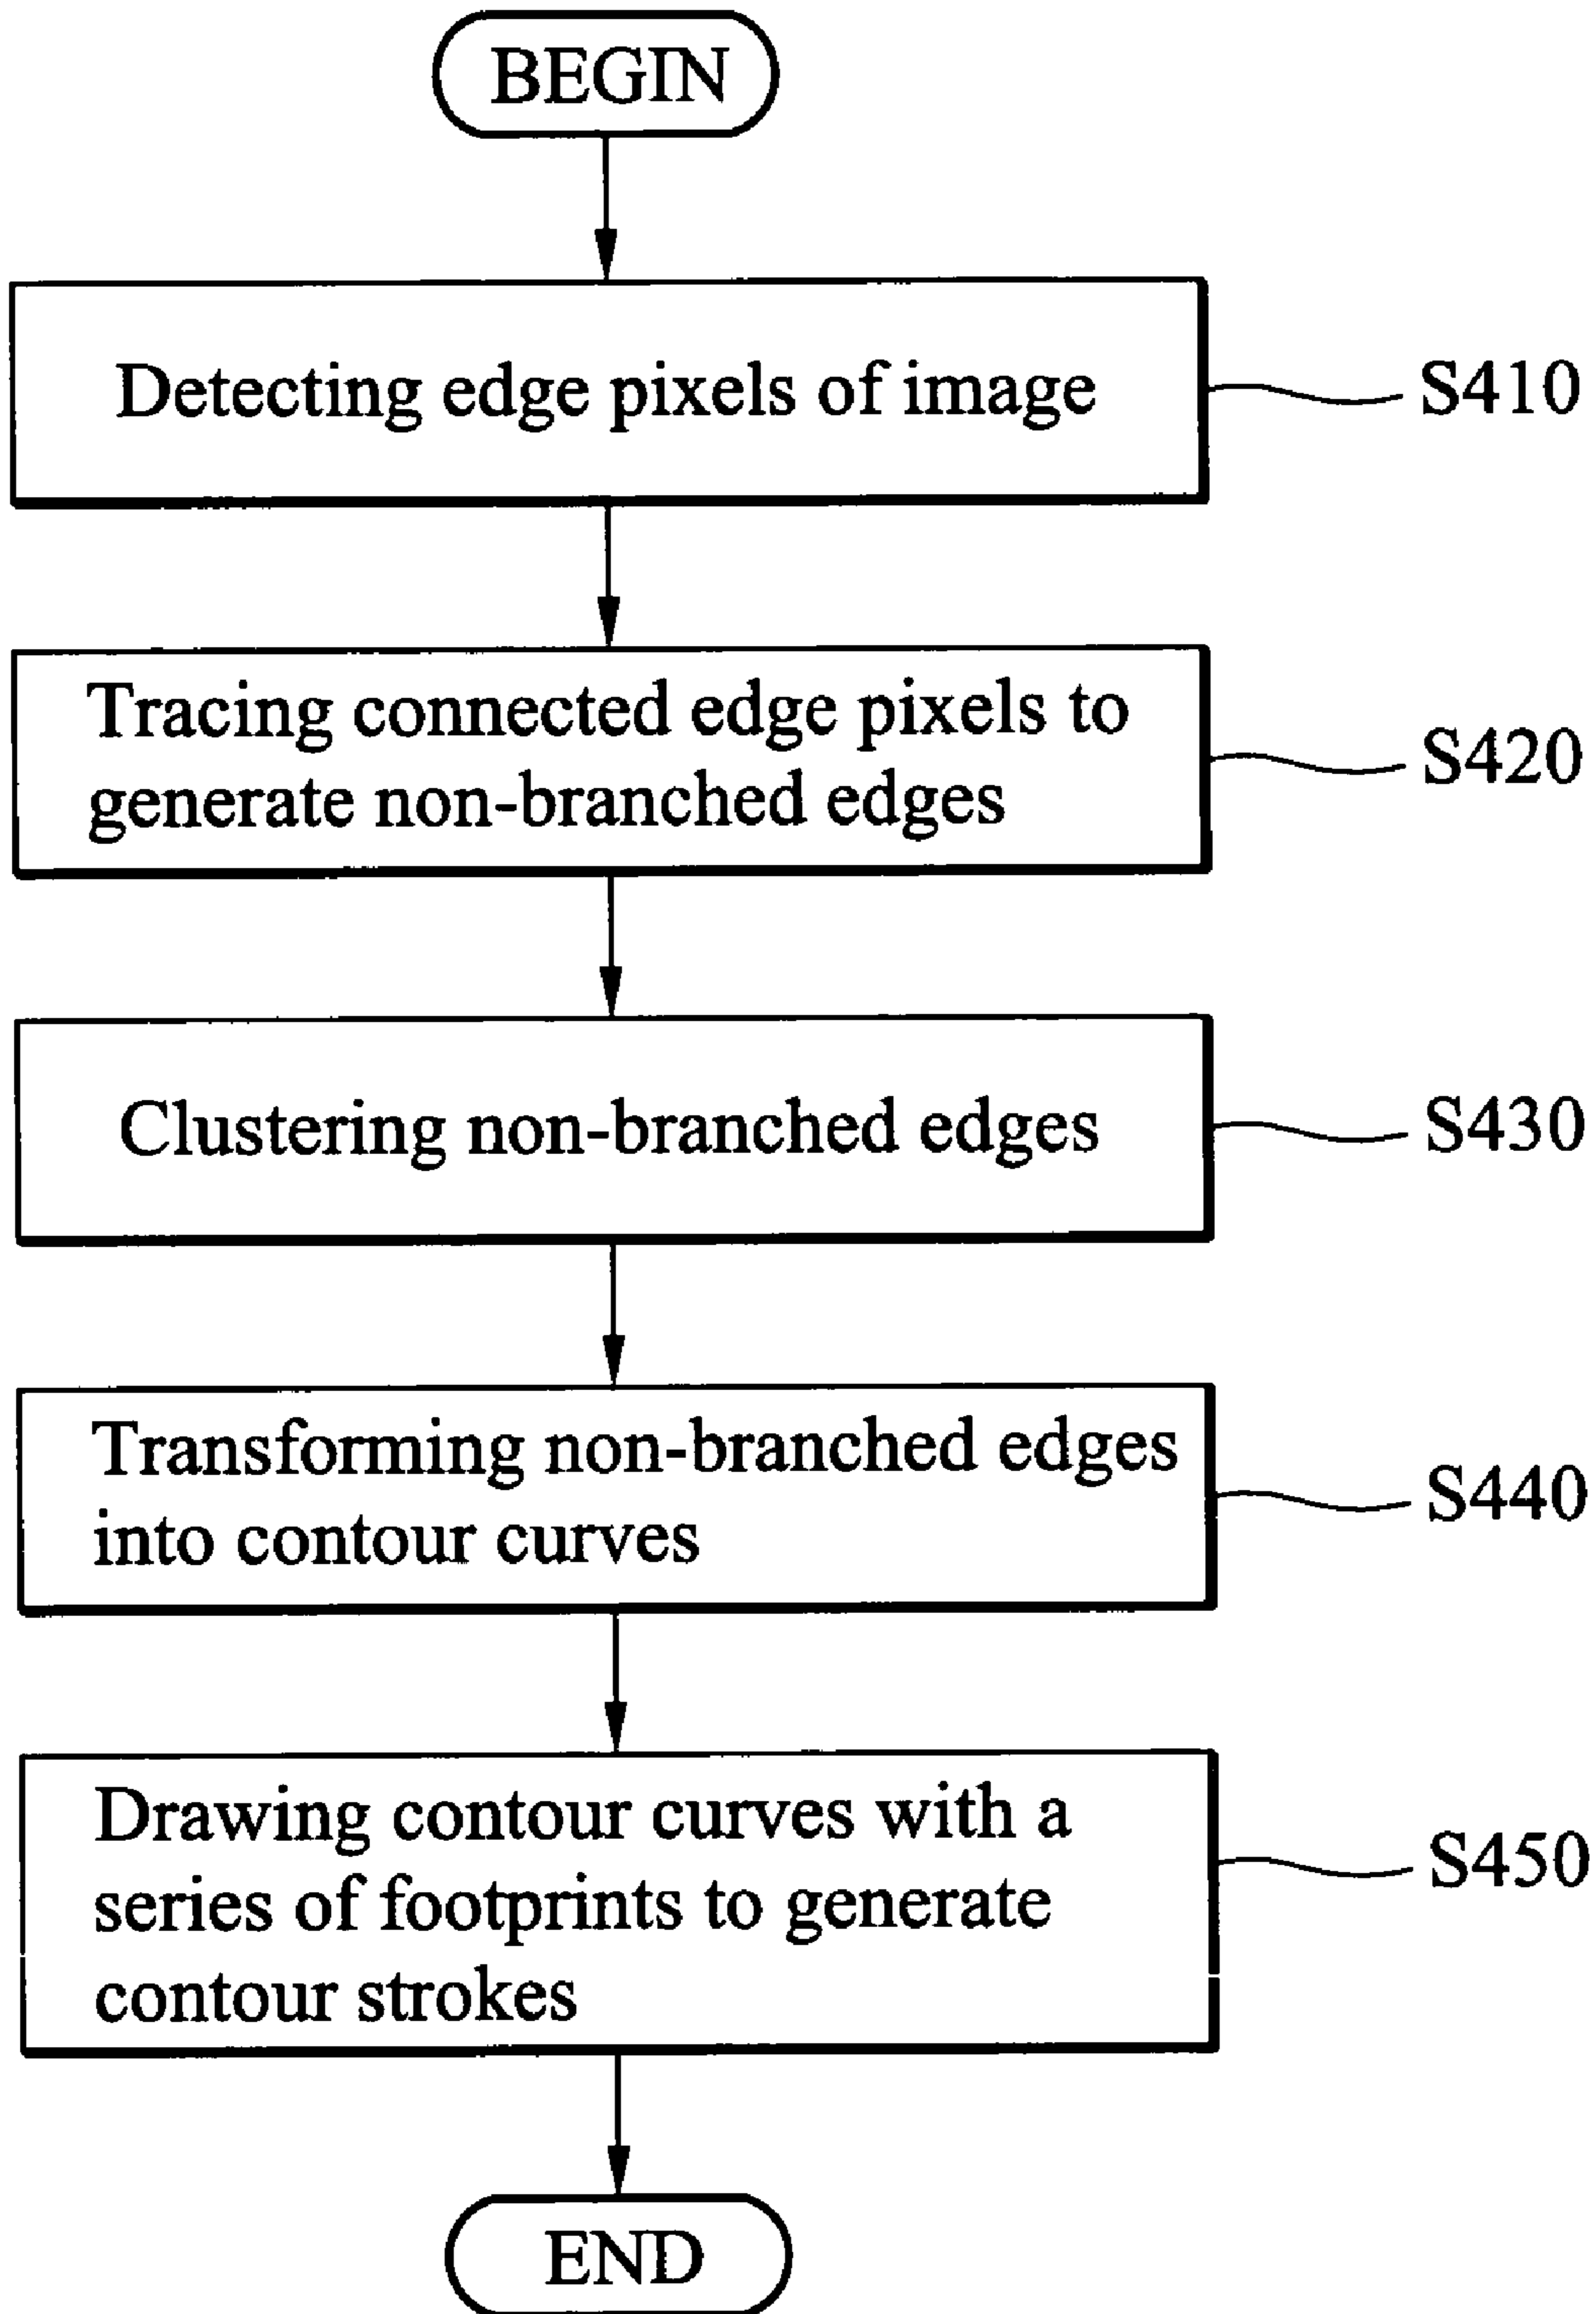 BEGIN
Detecting edge pixels of image
S410
Tracing connected edge pixels to
generate non-branched edges
S420
Clustering non-branched edges
S430
Transforming non-branched edges
into contour curves
S440
Drawing contour curves with a
series of footprints to generate
contour strokes
S450
END